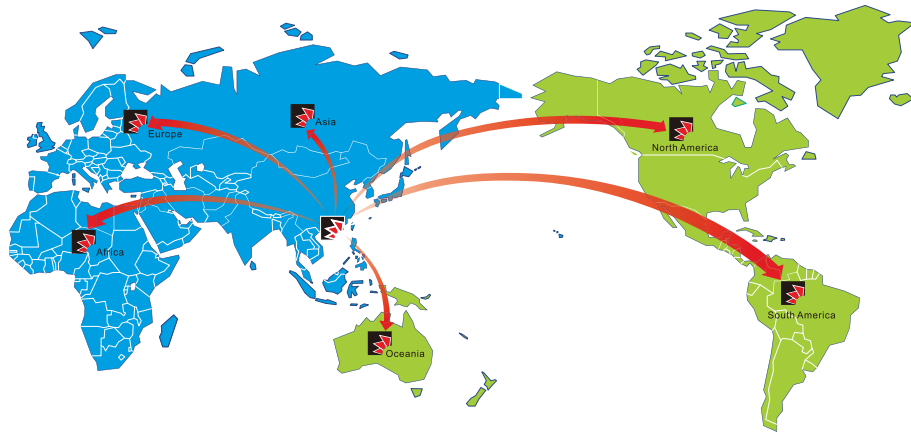 Asia
Europe
North America
Africa
South America
Oceania